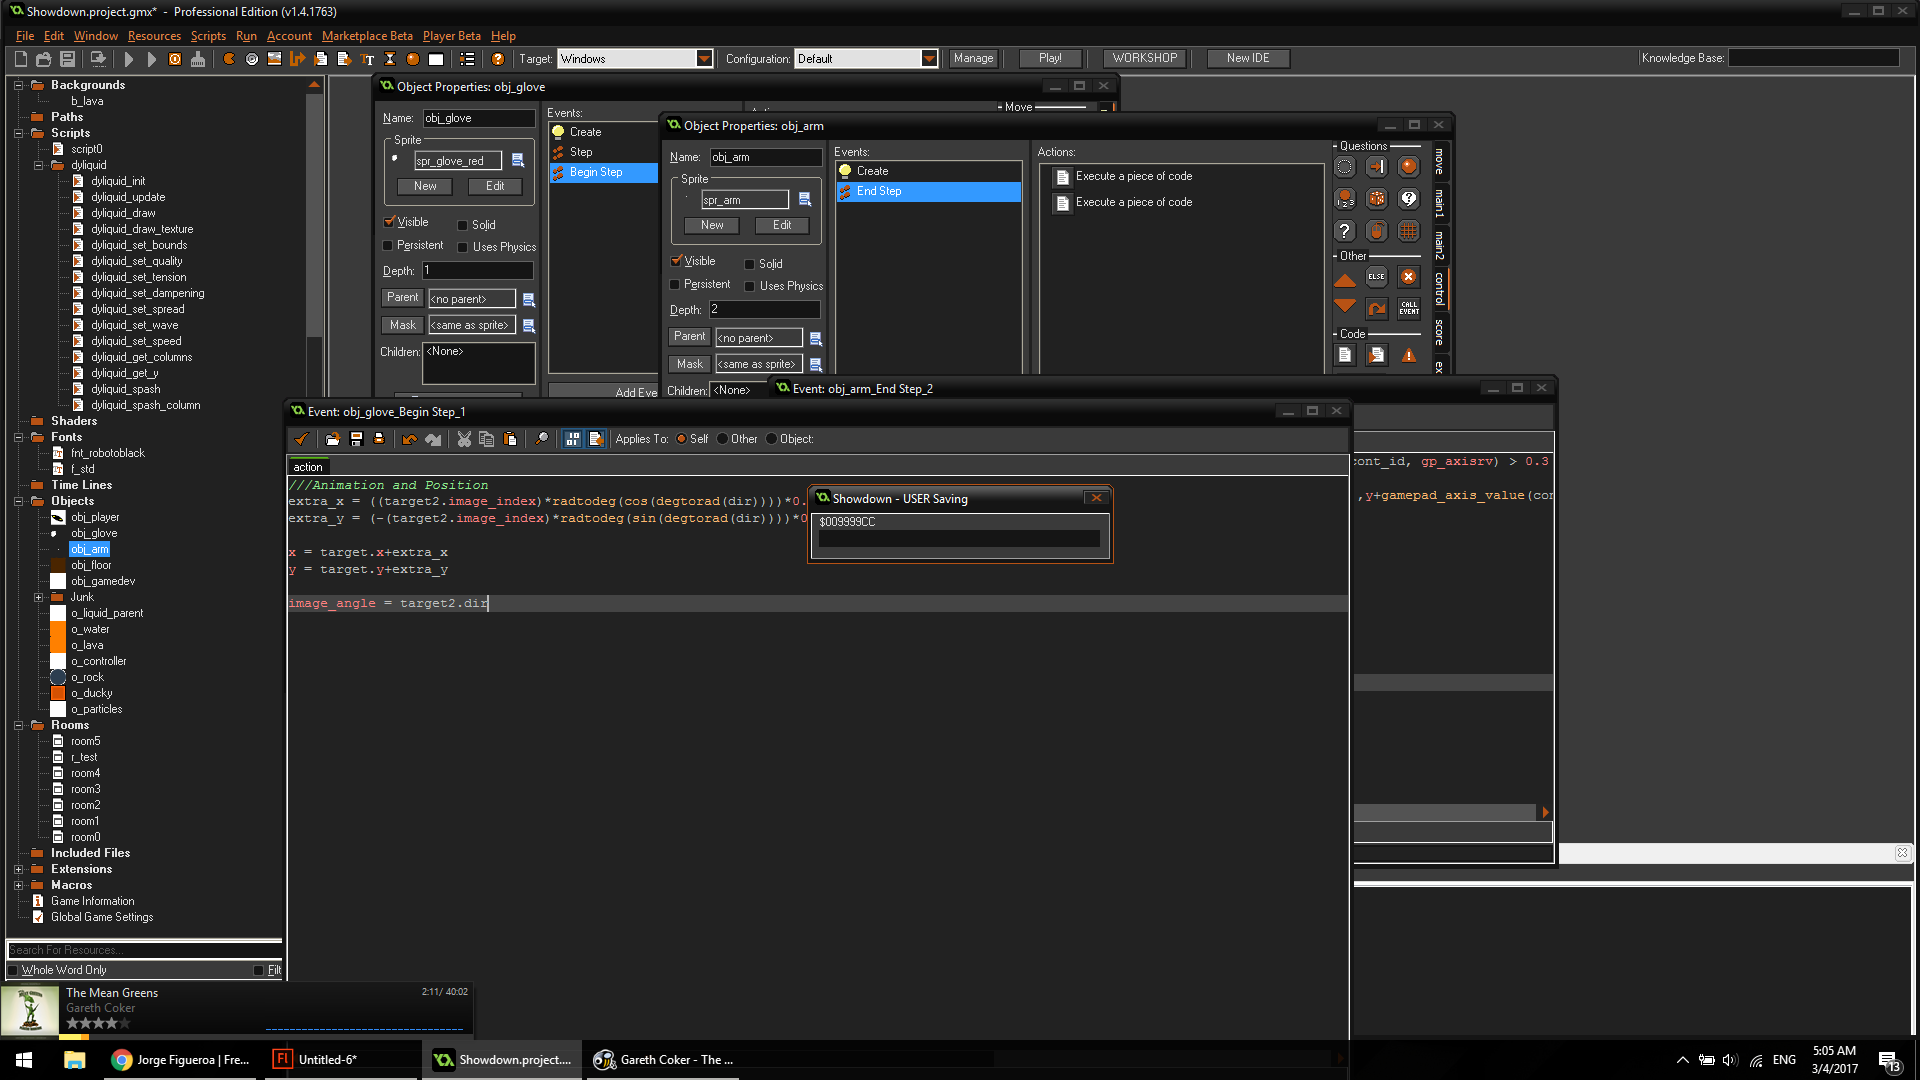 Showdown.project.gmx*  -  Professional Edition (v1.4.1763)
File Edit Window Resources Scripts Run Account Marketplace Beta Player Beta Help
Target: Windows Configuration: Default Manage Play! WORKSHOP New IDE Knowledge Base:
Backgrounds
b_lava
Paths
Scripts
script0
dyliquid
dyliquid_init
dyliquid_update
dyliquid_draw
dyliquid_draw_texture
dyliquid_set_bounds
dyliquid_set_quality
dyliquid_set_tension
dyliquid_set_dampening
dyliquid_set_spread
dyliquid_set_wave
dyliquid_set_speed
dyliquid_get_columns
dyliquid_get_y
dyliquid_spash
dyliquid_spash_column
Shaders
Fonts
fnt_robotoblack
f_std
Time Lines
Objects
obj_player
obj_glove
obj_arm
obj_floor
obj_gamedev
Junk
o_liquid_parent
o_water
o_lava
o_controller
o_rock
o_ducky
o_particles
Rooms
room5
r_test
room4
room3
room2
room1
room0
Included Files
Extensions
Macros
Game Information
Global Game Settings
Search For Resources...
Whole Word Only
Object Properties: obj_glove
Name: obj_glove
Sprite
spr_glove_red
New Edit
Visible Solid
Persistent Uses Physics
Depth: 1
Parent <no parent>
Mask <same as sprite>
Children: <None>
Events:
Create
Step
Begin Step
Move
Object Properties: obj_arm
Name: obj_arm
Sprite
spr_arm
New Edit
Visible Solid
Persistent Uses Physics
Depth: 2
Parent <no parent>
Mask <same as sprite>
Children: <None>
Events:
Create
End Step
Actions:
Execute a piece of code
Execute a piece of code
Questions
Other
ELSE
CALL EVENT
Code
move
main1
main2
control
score
Event: obj_arm_End Step_2
cont_id, gp_axisrv) > 0.3
,y+gamepad_axis_value(con
Event: obj_glove_Begin Step_1
Applies To: Self Other Object:
action
///Animation and Position
extra_x = ((target2.image_index)*radtodeg(cos(degtorad(dir))))*0.
extra_y = (-(target2.image_index)*radtodeg(sin(degtorad(dir))))*0
x = target.x+extra_x
y = target.y+extra_y
image_angle = target2.dir
Showdown - USER Saving
$009999CC
The Mean Greens
Gareth Coker
2:11/ 40:02
Jorge Figueroa | Fre...
Untitled-6*
Showdown.project....
Gareth Coker - The ...
ENG
5:05 AM
3/4/2017
13